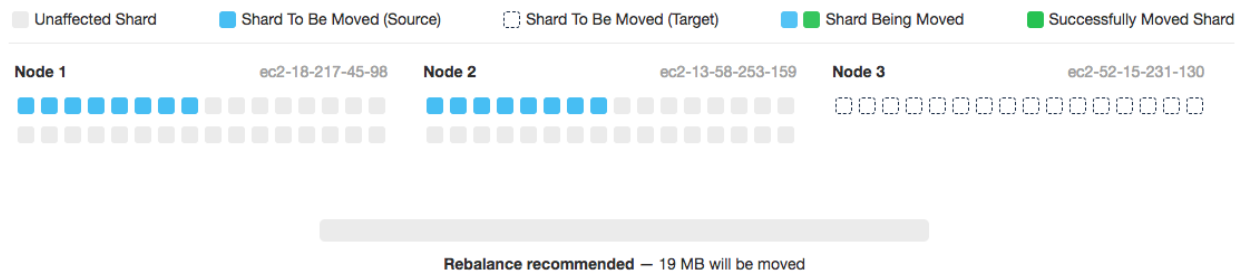 Unaffected Shard Shard To Be Moved (Source) Shard To Be Moved (Target) Shard Being Moved Successfully Moved Shard
Node 1 ec2-18-217-45-98 Node 2 ec2-13-58-253-159 Node 3 ec2-52-15-231-130
Rebalance recommended — 19 MB will be moved